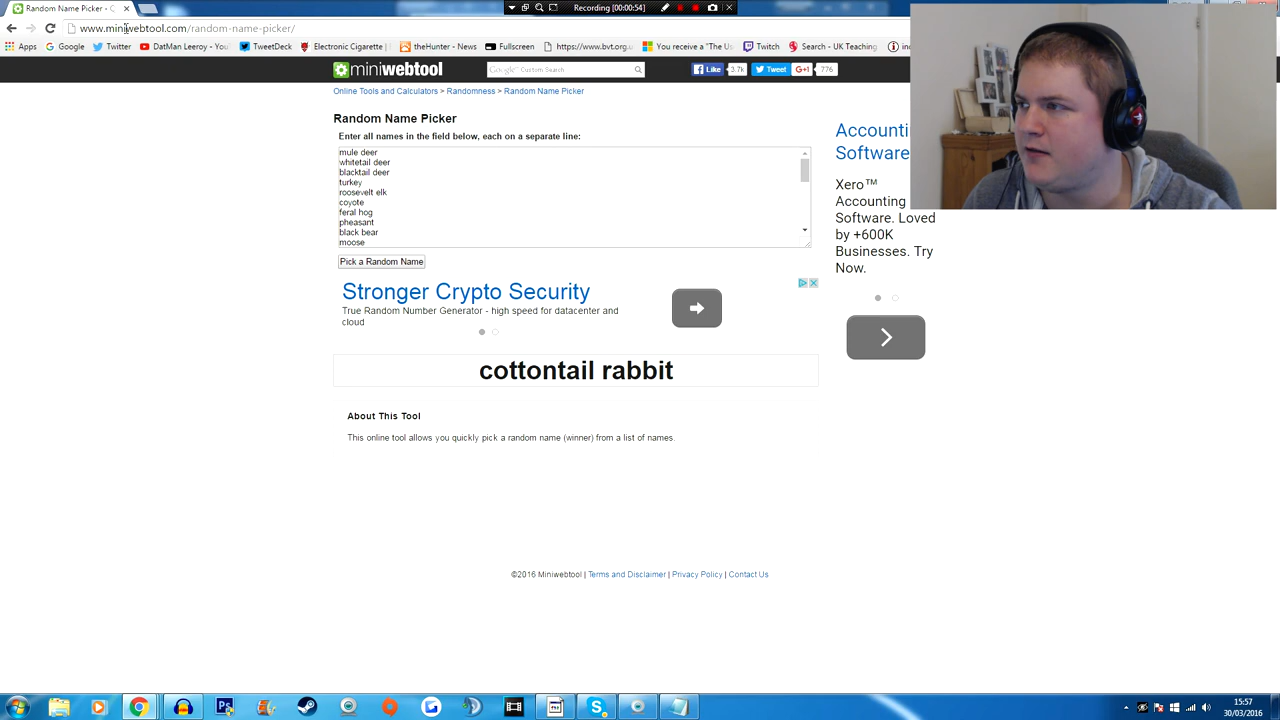 Random Name Picker - C
Recording [00:00:54]
www.miniwebtool.com/random-name-picker/
Apps
Google
Twitter
DatMan Leeroy - You
TweetDeck
Electronic Cigarette
theHunter - News
Fullscreen
https://www.bvt.org.
You receive a "The Us
Twitch
Search - UK Teaching
miniwebtool
Google Custom Search
Like
3.7k
Tweet
G+1
776
Online Tools and Calculators > Randomness > Random Name Picker
Random Name Picker
Enter all names in the field below, each on a separate line:
mule deer
whitetail deer
blacktail deer
turkey
roosevelt elk
coyote
feral hog
pheasant
black bear
moose
Pick a Random Name
Accounti
Software
Xero™
Accounting
Software. Loved
by +600K
Businesses. Try
Now.
Stronger Crypto Security
True Random Number Generator - high speed for datacenter and
cloud
cottontail rabbit
About This Tool
This online tool allows you quickly pick a random name (winner) from a list of names.
©2016 Miniwebtool | Terms and Disclaimer | Privacy Policy | Contact Us
15:57
30/03/2016